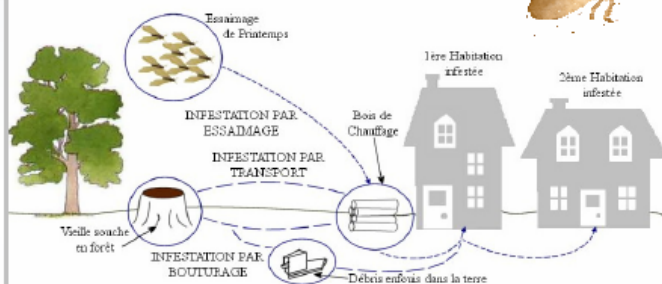 Essaimage
de Printemps
1ère Habitation
infestée
2ème Habitation
infestée
INFESTATION PAR
ESSAIMAGE
Bois de
Chauffage
INFESTATION PAR
TRANSPORT
Vieille souche
en forêt
INFESTATION PAR
BOUTURAGE
Débris enfouis dans la terre